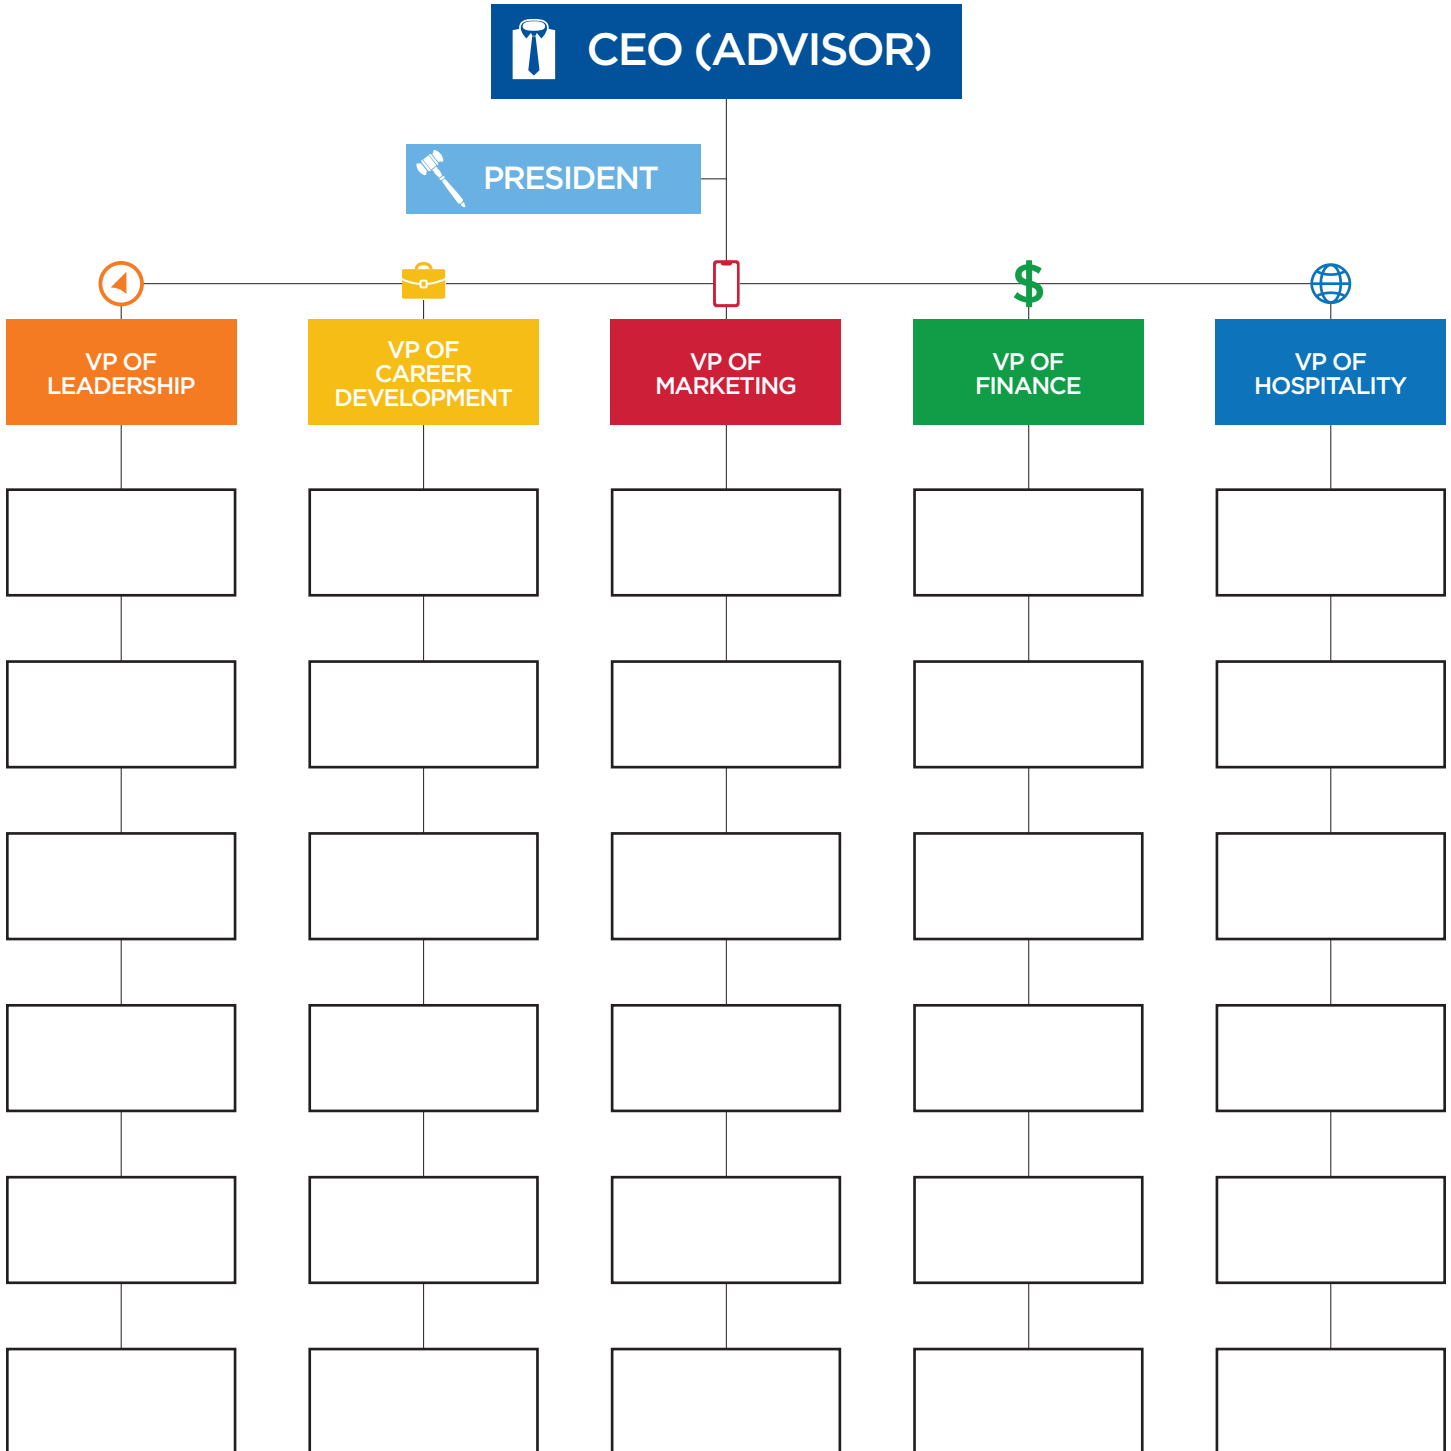 CEO (ADVISOR)
PRESIDENT
VP OF
LEADERSHIP
VP OF
CAREER
DEVELOPMENT
VP OF
MARKETING
VP OF
FINANCE
VP OF
HOSPITALITY